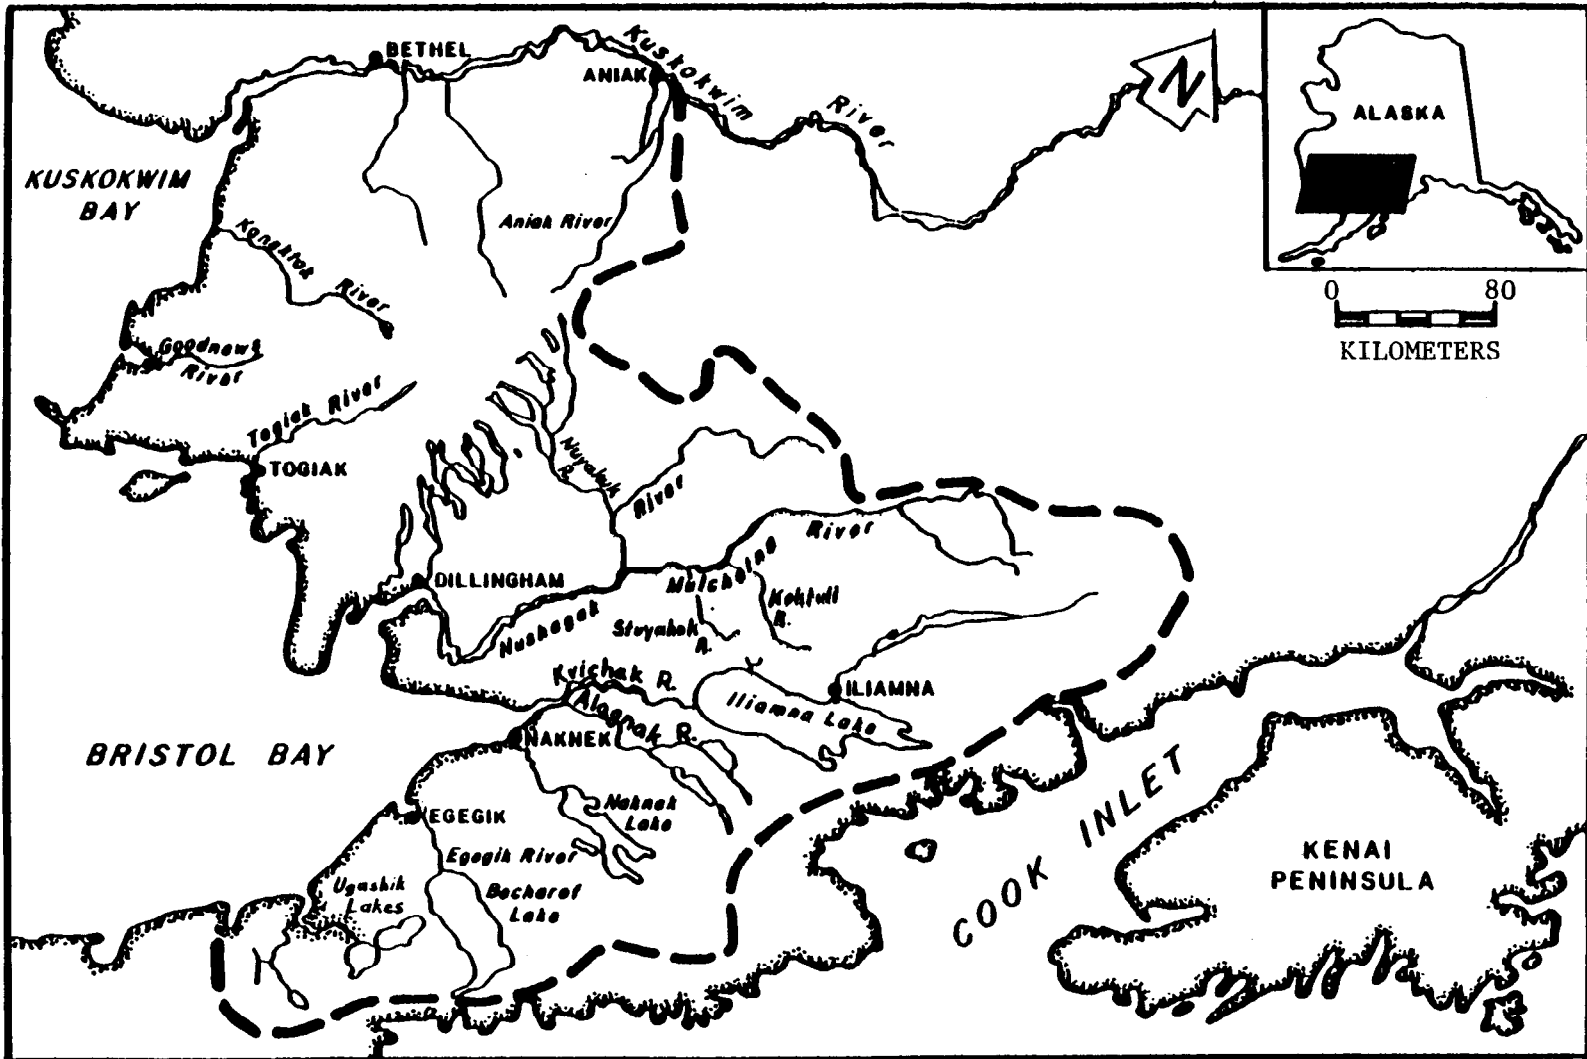 BETHEL
Kuskokwim
River
ANIAK
N
ALASKA
KUSKOKWIM
BAY
Aniak River
Kanektok
River
0 80
KILOMETERS
Goodnews
River
Togiak River
TOGIAK
Nuyakuk
R.
River
River
Mulchatna
DILLINGHAM
Nushagak
Stuyahok
R.
Koktuli
R.
Kvichak R.
Alagnak R.
Iliamna Lake
ILIAMNA
NAKNEK
BRISTOL BAY
Naknek
Lake
EGEGIK
Egegik River
Becharof
Lake
Ugashik
Lakes
COOK INLET
KENAI
PENINSULA